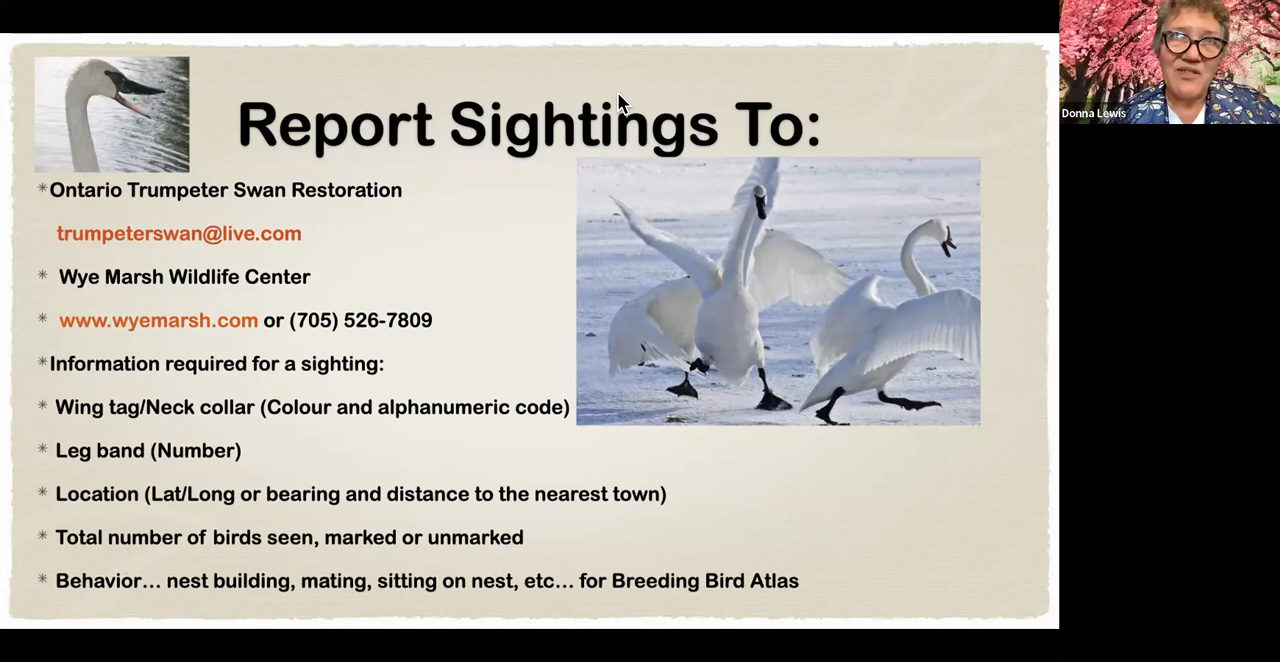 Report Sightings To:
*Ontario Trumpeter Swan Restoration
trumpeterswan@live.com
* Wye Marsh Wildlife Center
* www.wyemarsh.com or (705) 526-7809
*Information required for a sighting:
* Wing tag/Neck collar (Colour and alphanumeric code)
* Leg band (Number)
* Location (Lat/Long or bearing and distance to the nearest town)
* Total number of birds seen, marked or unmarked
* Behavior... nest building, mating, sitting on nest, etc... for Breeding Bird Atlas
Donna Lewis